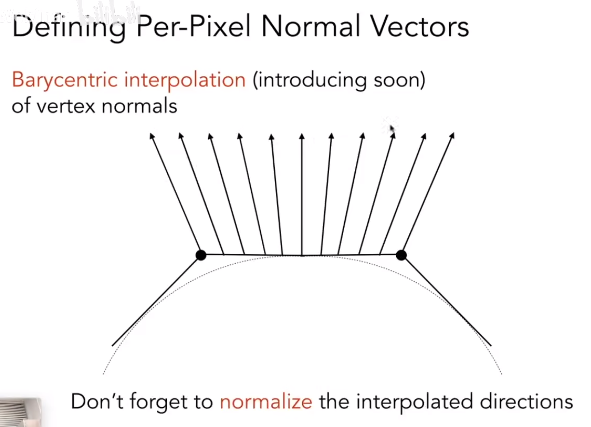 Defining Per-Pixel Normal Vectors
Barycentric interpolation (introducing soon)
of vertex normals
Don't forget to normalize the interpolated directions